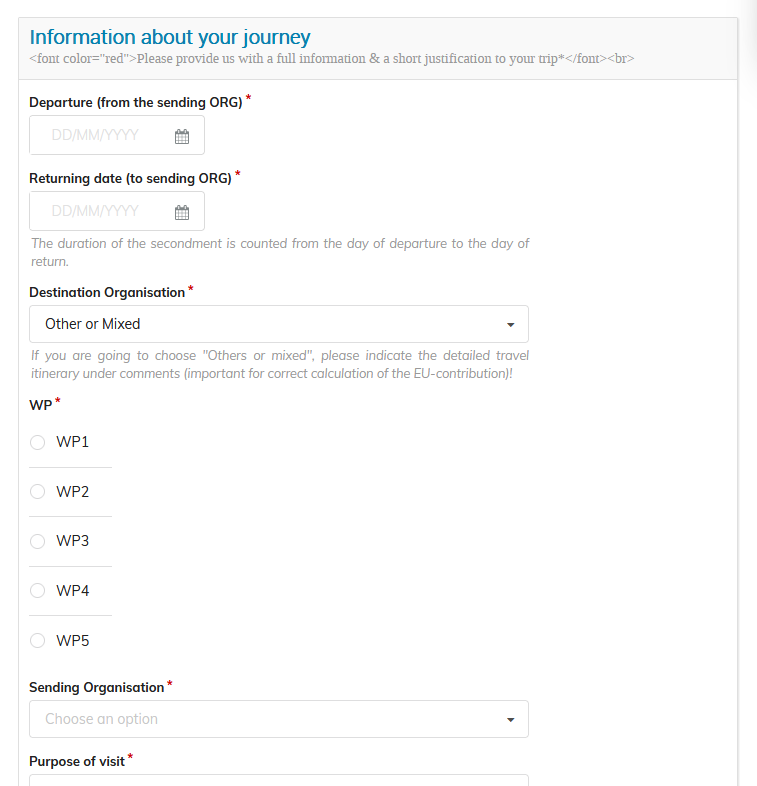 Information about your journey
<font color="red">Please provide us with a full information & a short justification to your trip*</font><br>
Departure (from the sending ORG) *
DD/MM/YYYY
Returning date (to sending ORG) *
DD/MM/YYYY
The duration of the secondment is counted from the day of departure to the day of
return.
Destination Organisation *
Other or Mixed
If you are going to choose "Others or mixed", please indicate the detailed travel
itinerary under comments (important for correct calculation of the EU-contribution)!
WP *
WP1
WP2
WP3
WP4
WP5
Sending Organisation *
Choose an option
Purpose of visit *